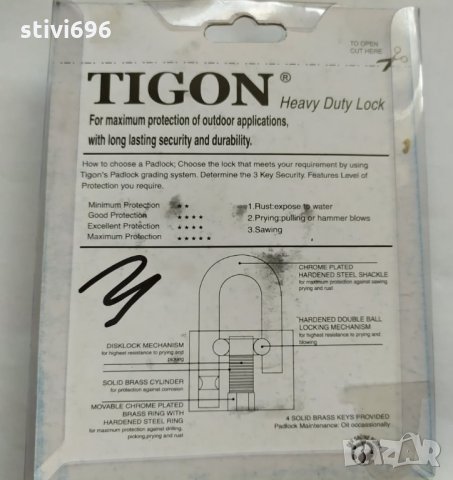 stivi696
TO OPEN
CUT HERE
TIGON®
Heavy Duty Lock
For maximum protection of outdoor applications,
with long lasting security and durability.
How to choose a Padlock; Choose the lock that meets your requirement by using
Tigon's Padlock grading system. Determine the 3 Key Security. Features Level of
Protection you require.
Minimum Protection ★★
Good Protection ★★★★
Excellent Protection ★★★★
Maximum Protection ★★★★★
1.Rust:expose to water
2.Prying:pulling or hammer blows
3.Sawing
CHROME PLATED
HARDENED STEEL SHACKLE
for maximum protection against sawing
prying and rust
HARDENED DOUBLE BALL
LOCKING MECHANISM
for highest resistance to prying and
blowing
DISKLOCK MECHANISM
for highest resistance to prying and
picking
SOLID BRASS CYLINDER
for protection against corrosion
MOVABLE CHROME PLATED
BRASS RING WITH
HARDENED STEEL RING
for maximum protection against drilling,
picking,prying and rust
4 SOLID BRASS KEYS PROVIDED
Padlock Maintenance: Oil occasionally
BAZAR